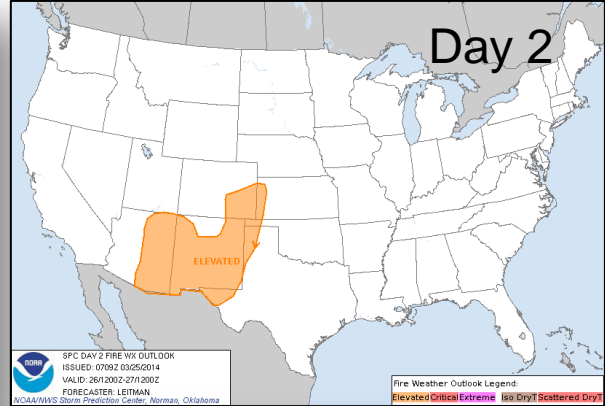 Day 2
ELEVATED
NOAA
SPC DAY 2 FIRE WX OUTLOOK
ISSUED: 0709Z 03/25/2014
VALID: 26/1200Z-27/1200Z
FORECASTER: LEITMAN
NOAA/NWS Storm Prediction Center, Norman, Oklahoma
Fire Weather Outlook Legend:
Elevated Critical Extreme Iso DryT Scattered DryT